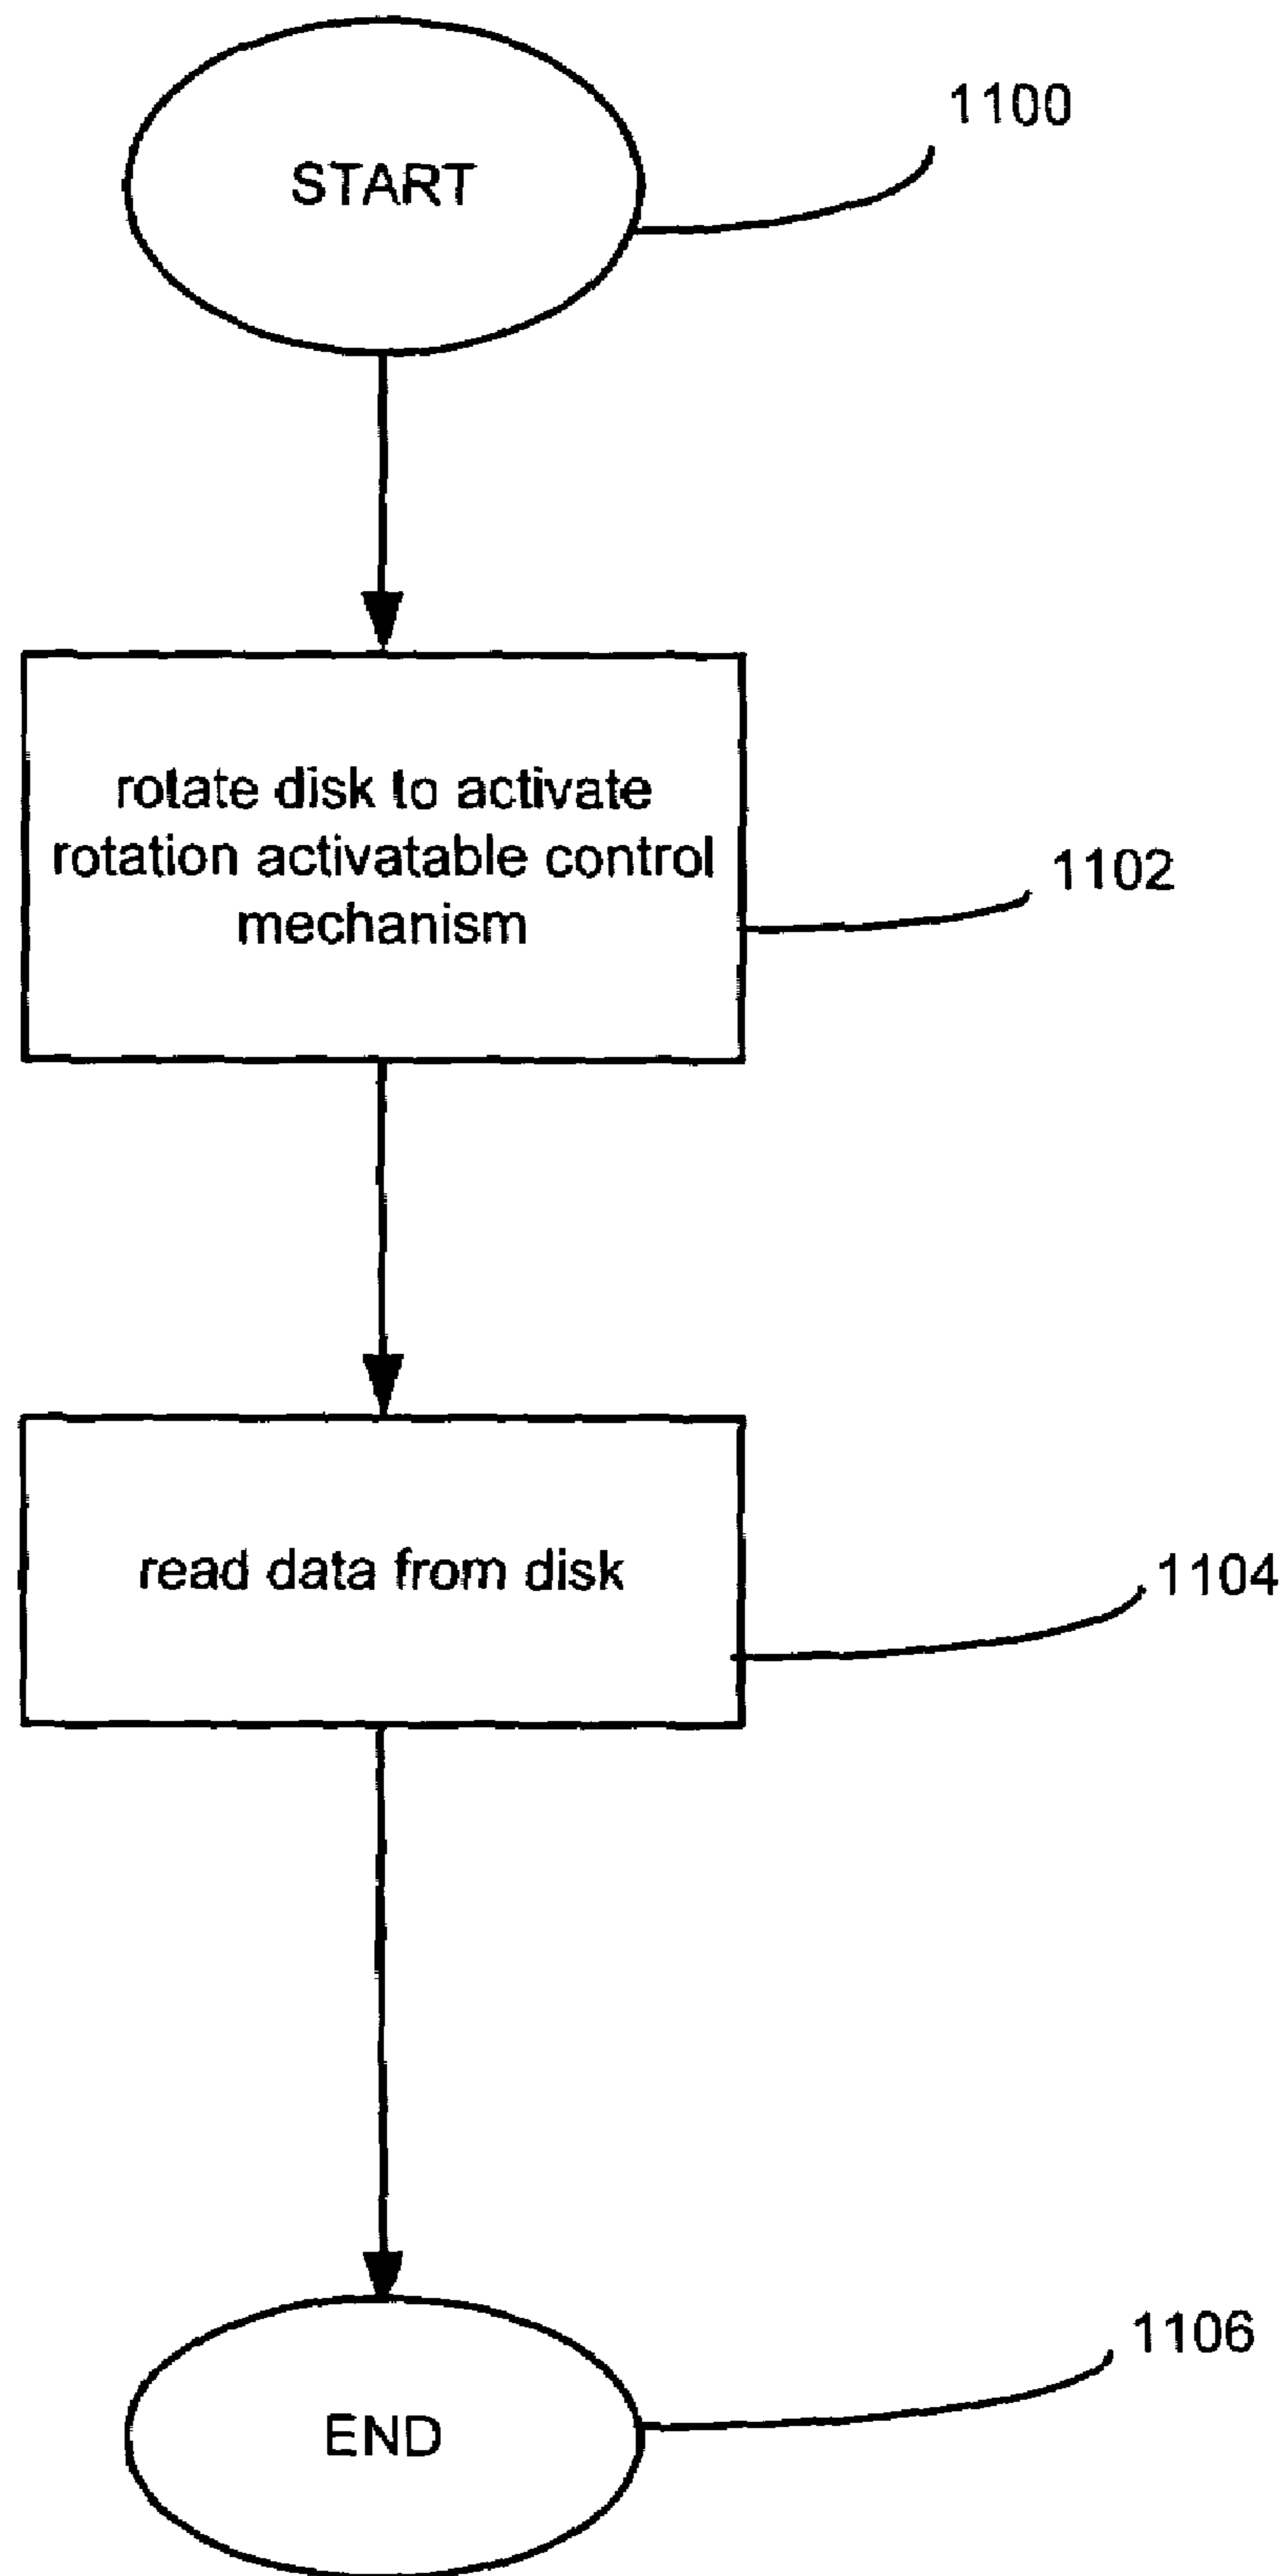 START
1100
rotate disk to activate
rotation activatable control
mechanism
1102
read data from disk
1104
1106
END